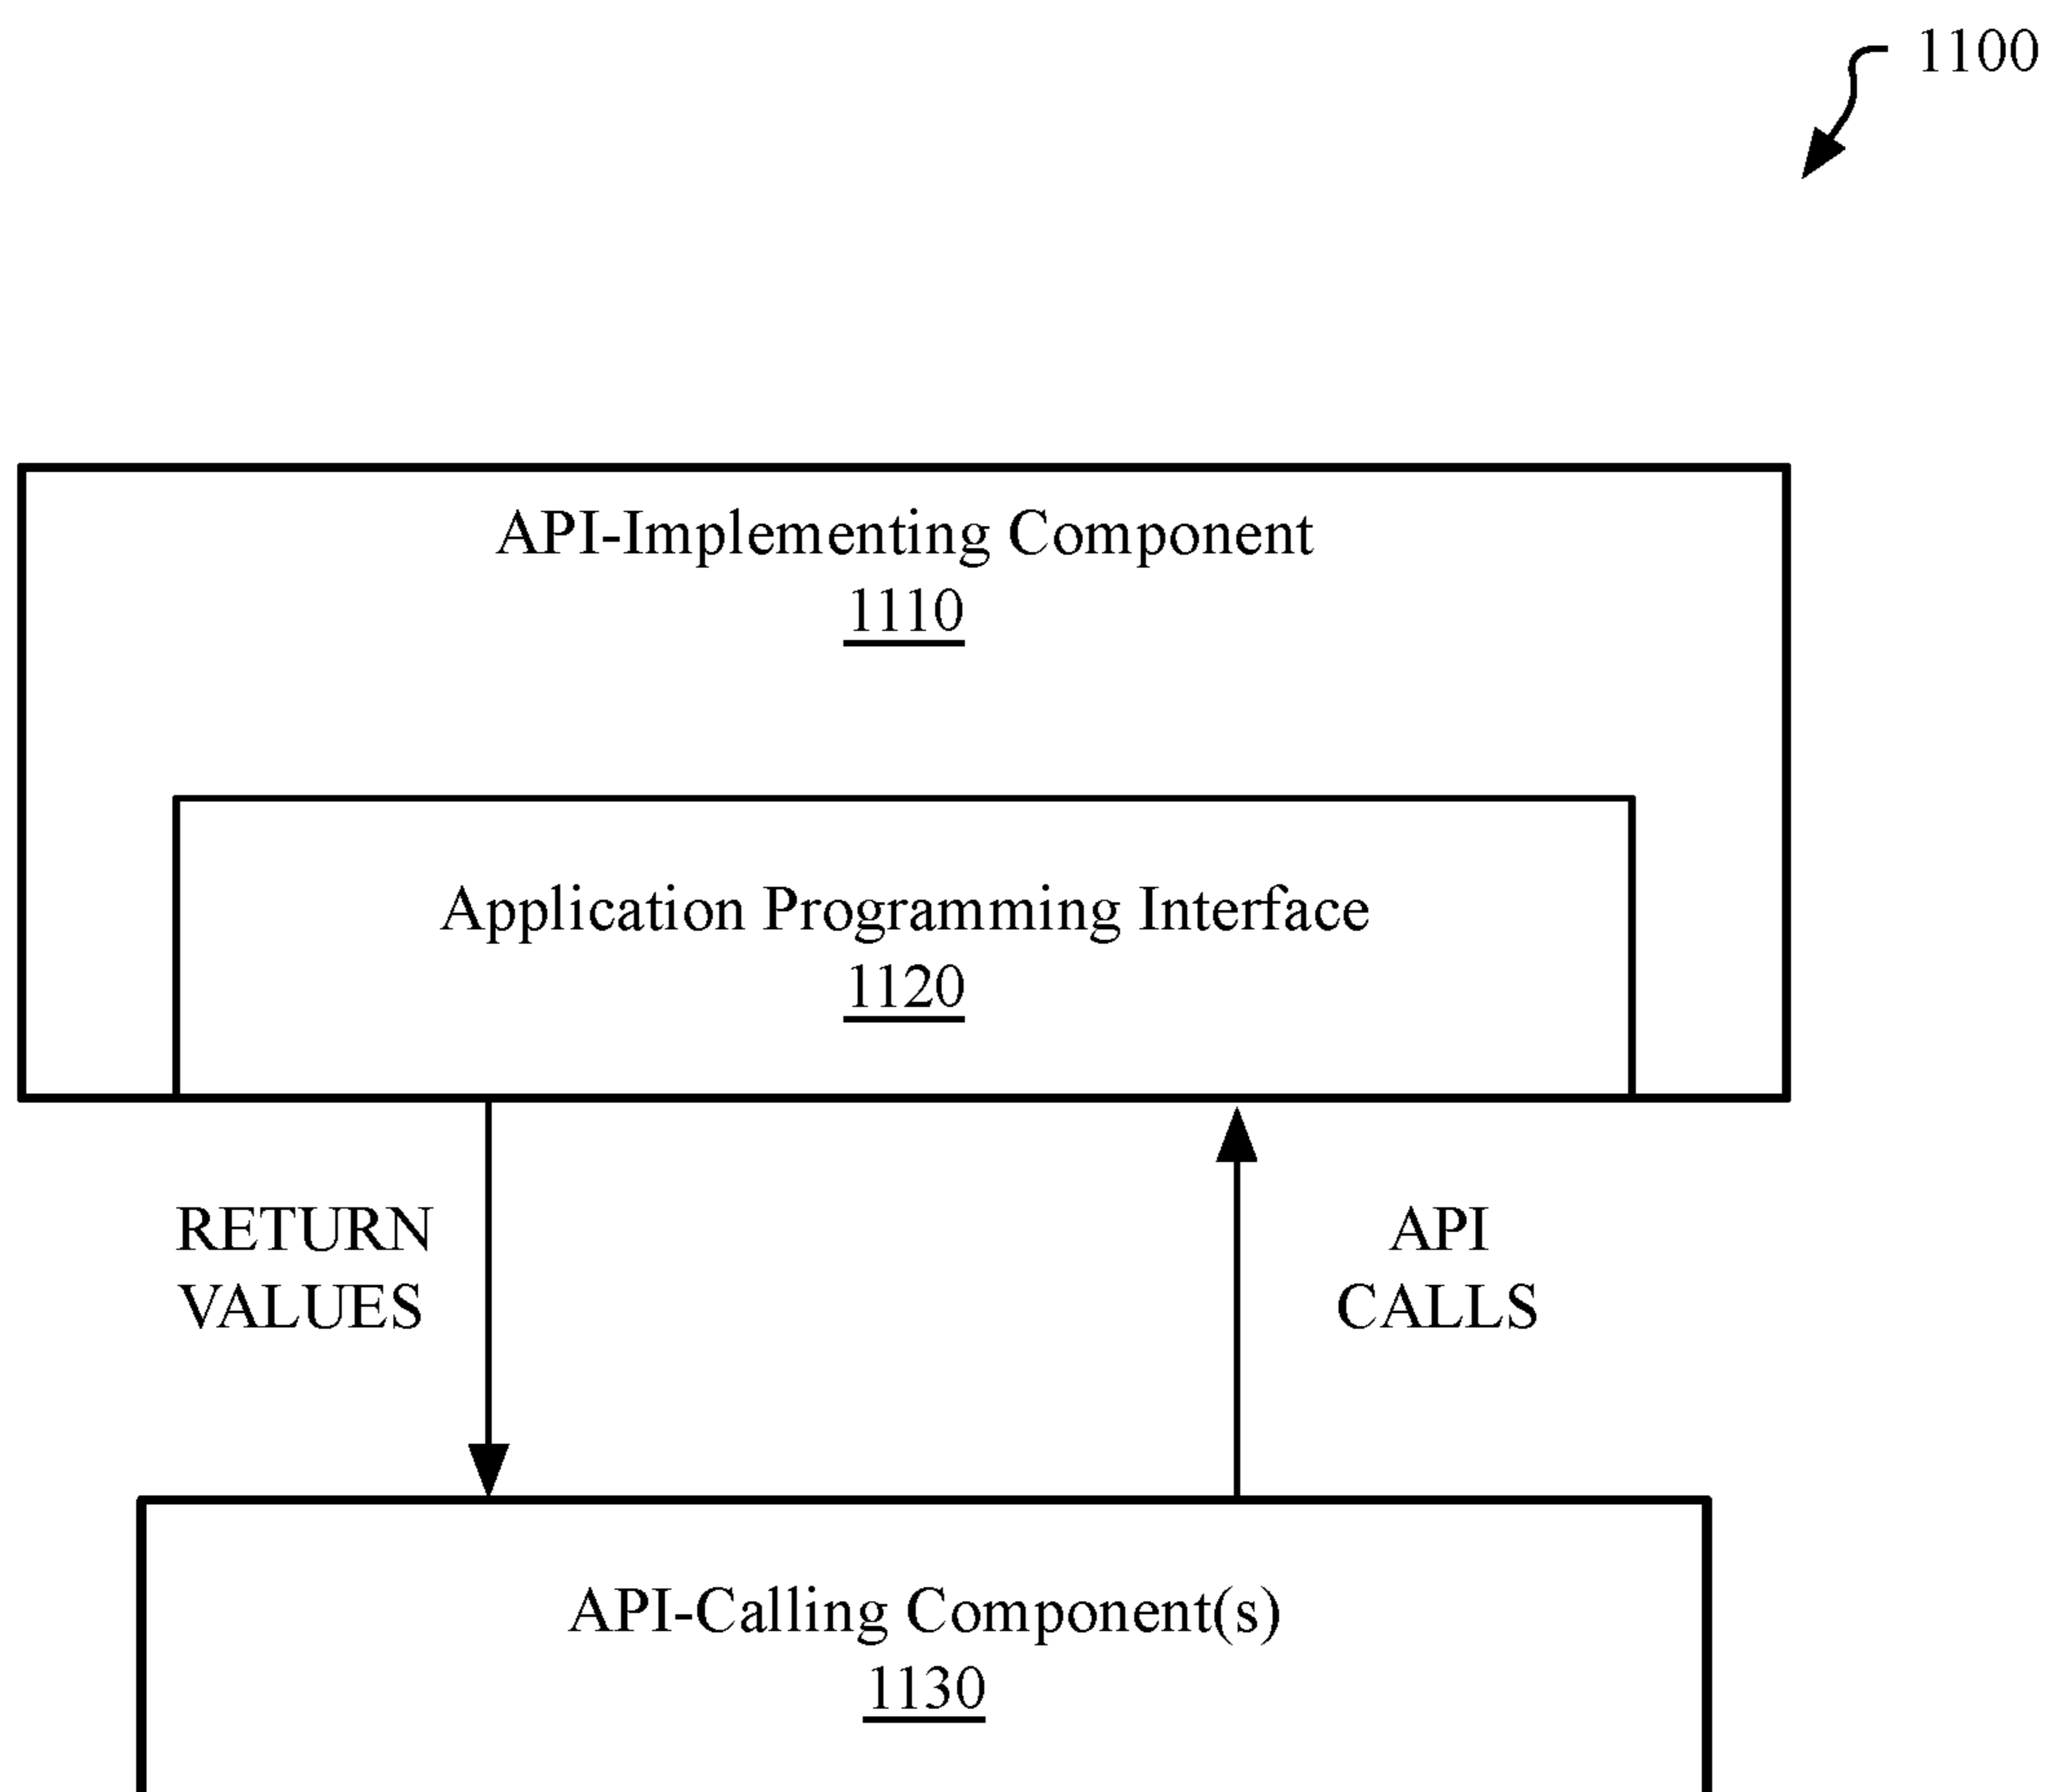 1100
API-Implementing Component
1110
Application Programming Interface
1120
RETURN
VALUES
API
CALLS
API-Calling Component(s)
1130